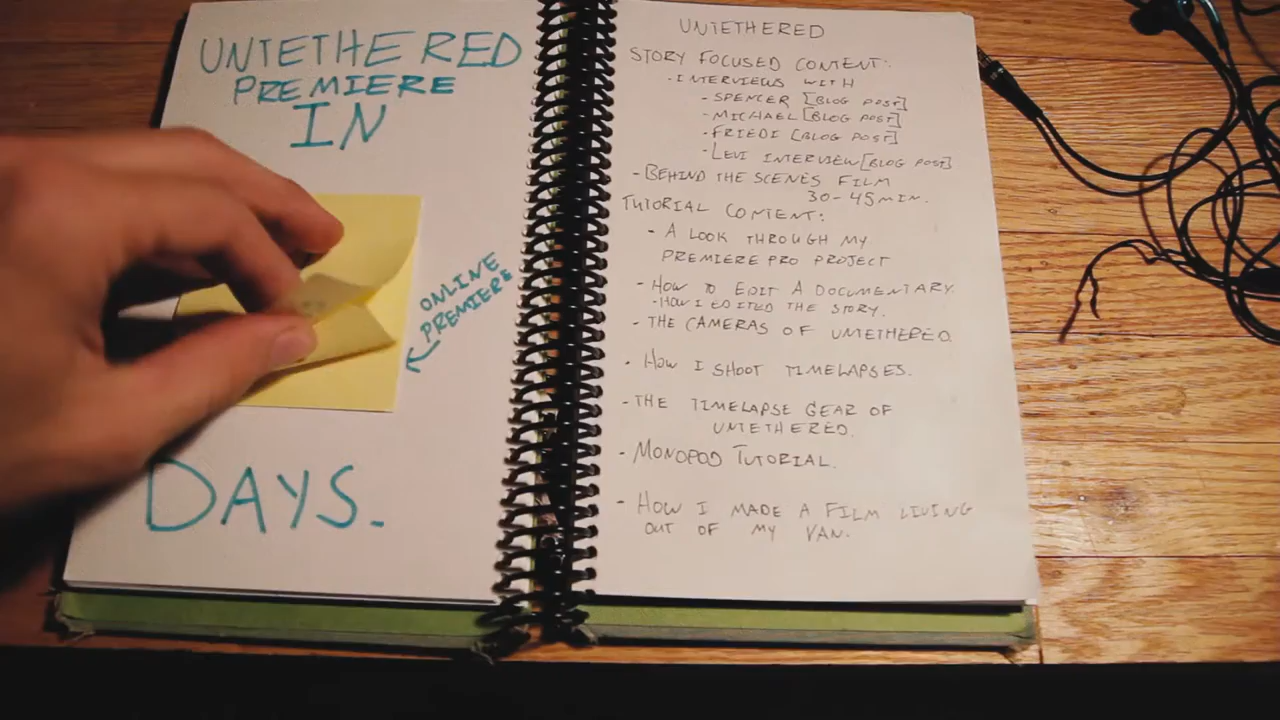 UNTETHERED
PREMIERE
IN
ONLINE
PREMIERE
DAYS.
UNTETHERED
STORY FOCUSED CONTENT:
- INTERVIEWS WITH
- SPENCER [BLOG POST]
- MICHAEL [BLOG POST]
- FRIEDI [BLOG POST]
- LEVI INTERVIEW [BLOG POST]
- BEHIND THE SCENES FILM
30-45MIN.
TUTORIAL CONTENT:
- A LOOK THROUGH MY
PREMIERE PRO PROJECT
- HOW TO EDIT A DOCUMENTARY.
- HOW I EDITED THE STORY.
- THE CAMERAS OF UNTETHERED.
- HOW I SHOOT TIMELAPSES.
- THE TIMELAPSE GEAR OF
UNTETHERED.
- MONOPOD TUTORIAL.
- HOW I MADE A FILM LIVING
OUT OF MY VAN.